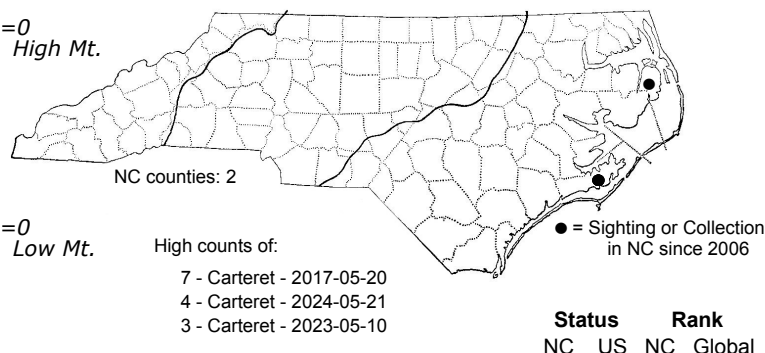 =0
High Mt.
NC counties: 2
=0
Low Mt.
High counts of:
7 - Carteret - 2017-05-20
4 - Carteret - 2024-05-21
3 - Carteret - 2023-05-10
● = Sighting or Collection
in NC since 2006
Status Rank
NC US NC Global